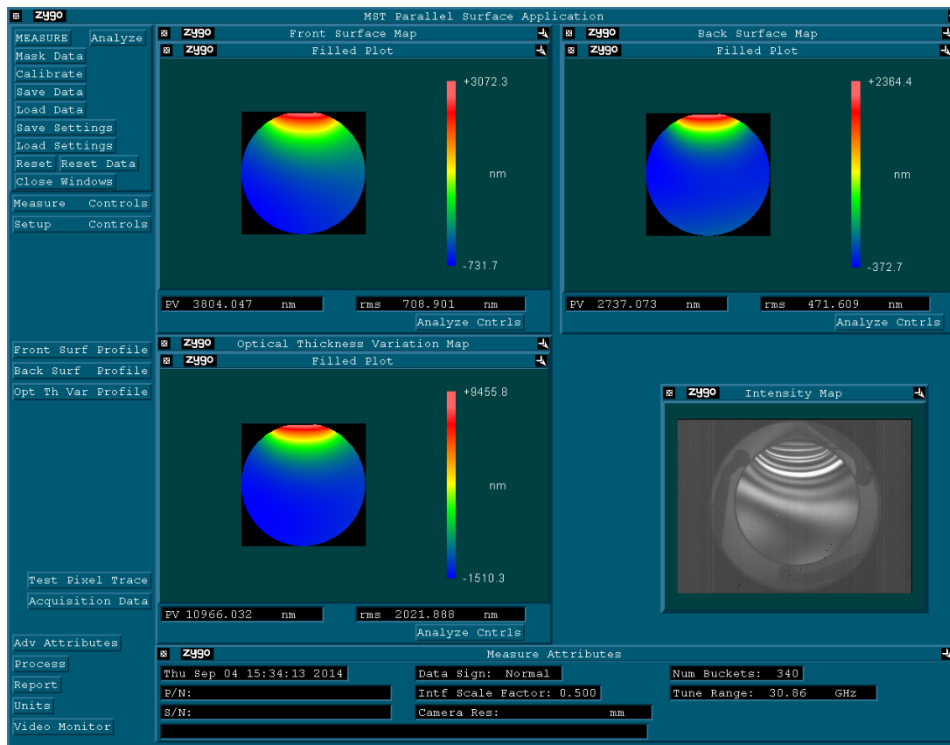 zygo MST Parallel Surface Application
MEASURE Analyze
Mask Data
Calibrate
Save Data
Load Data
Save Settings
Load Settings
Reset Reset Data
Close Windows
Measure Controls
Setup Controls
Front Surf Profile
Back Surf Profile
Opt Th Var Profile
Test Pixel Trace
Acquisition Data
Adv Attributes
Process
Report
Units
Video Monitor
zygo Front Surface Map
zygo Filled Plot
+3072.3
nm
-731.7
PV 3804.047 nm rms 708.901 nm
Analyze Cntrls
zygo Back Surface Map
zygo Filled Plot
+2364.4
nm
-372.7
PV 2737.073 nm rms 471.609 nm
Analyze Cntrls
zygo Optical Thickness Variation Map
zygo Filled Plot
+9455.8
nm
-1510.3
PV 10966.032 nm rms 2021.888 nm
Analyze Cntrls
zygo Intensity Map
zygo Measure Attributes
Thu Sep 04 15:34:13 2014 Data Sign: Normal Num Buckets: 340
P/N: Intf Scale Factor: 0.500 Tune Range: 30.86 GHz
S/N: Camera Res: mm